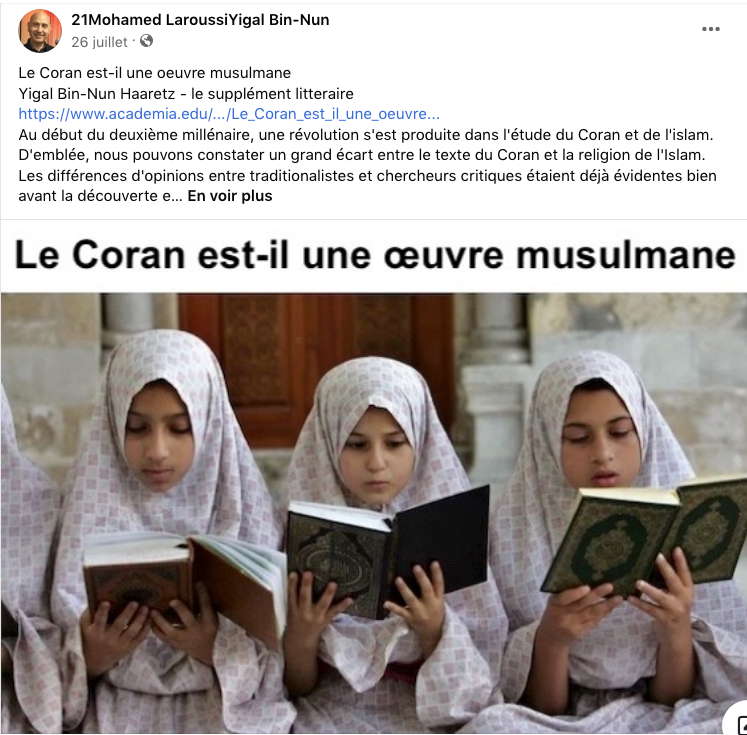 21Mohamed LaroussiYigal Bin-Nun
26 juillet ·
Le Coran est-il une oeuvre musulmane
Yigal Bin-Nun Haaretz - le supplément litteraire
https://www.academia.edu/.../Le_Coran_est_il_une_oeuvre...
Au début du deuxième millénaire, une révolution s'est produite dans l'étude du Coran et de l'islam.
D'emblée, nous pouvons constater un grand écart entre le texte du Coran et la religion de l'Islam.
Les différences d'opinions entre traditionalistes et chercheurs critiques étaient déjà évidentes bien
avant la découverte e... En voir plus
Le Coran est-il une œuvre musulmane